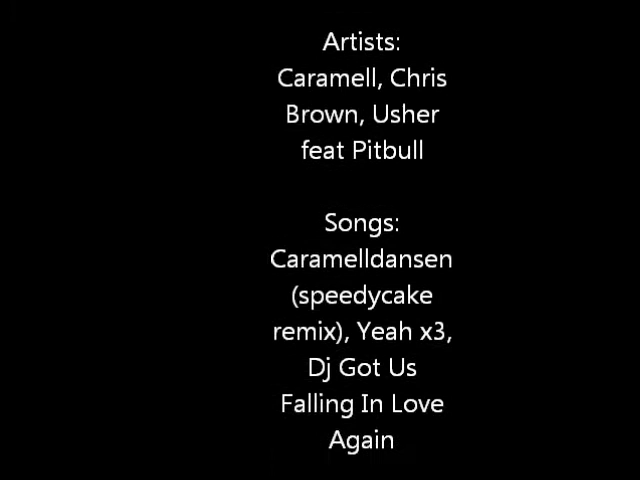 Artists:
Caramell, Chris
Brown, Usher
feat Pitbull
Songs:
Caramelldansen
(speedycake
remix), Yeah x3,
Dj Got Us
Falling In Love
Again